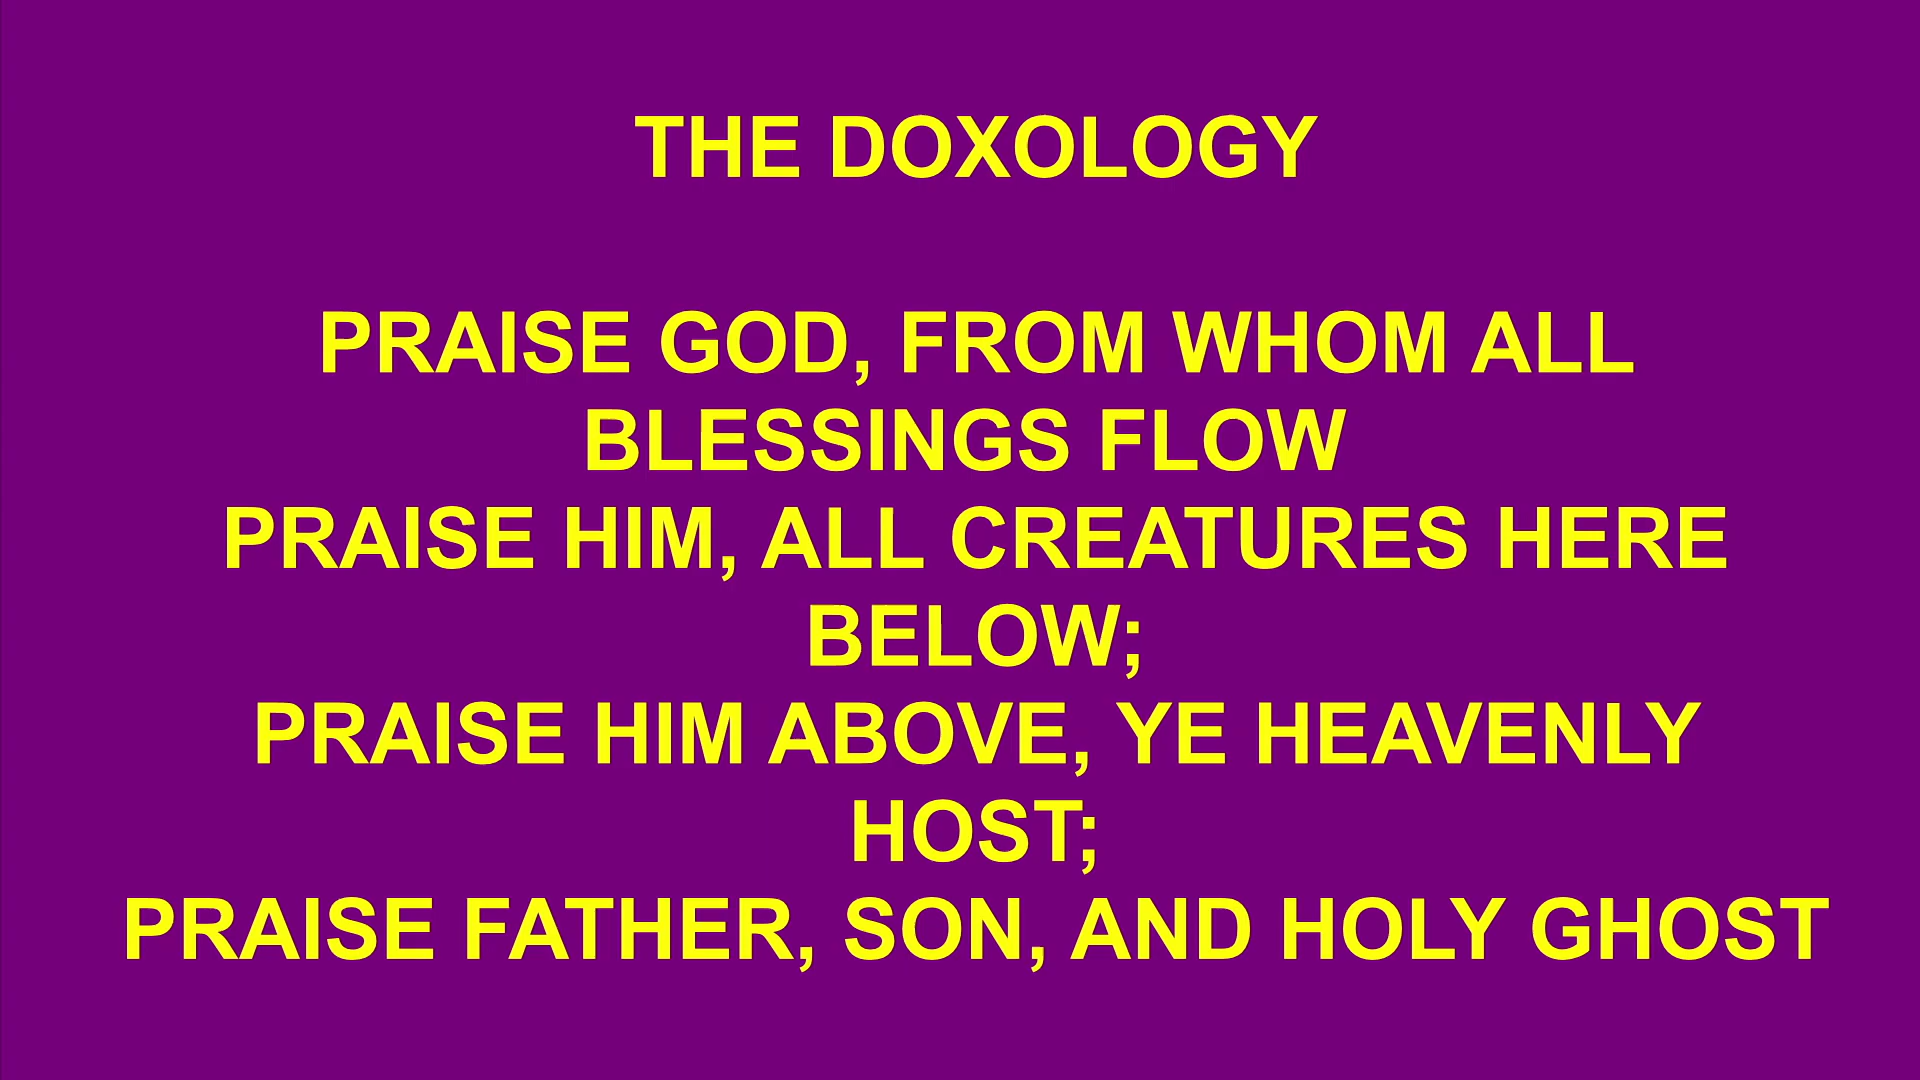 THE DOXOLOGY
PRAISE GOD, FROM WHOM ALL
BLESSINGS FLOW
PRAISE HIM, ALL CREATURES HERE
BELOW;
PRAISE HIM ABOVE, YE HEAVENLY
HOST;
PRAISE FATHER, SON, AND HOLY GHOST